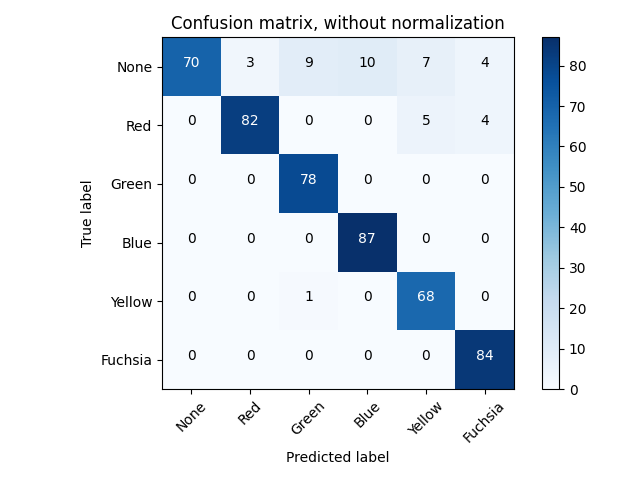 Confusion matrix, without normalization
None 70 3 9 10 7 4
Red 0 82 0 0 5 4
Green 0 0 78 0 0 0
Blue 0 0 0 87 0 0
Yellow 0 0 1 0 68 0
Fuchsia 0 0 0 0 0 84
None Red Green Blue Yellow Fuchsia
Predicted label
True label
80
70
60
50
40
30
20
10
0